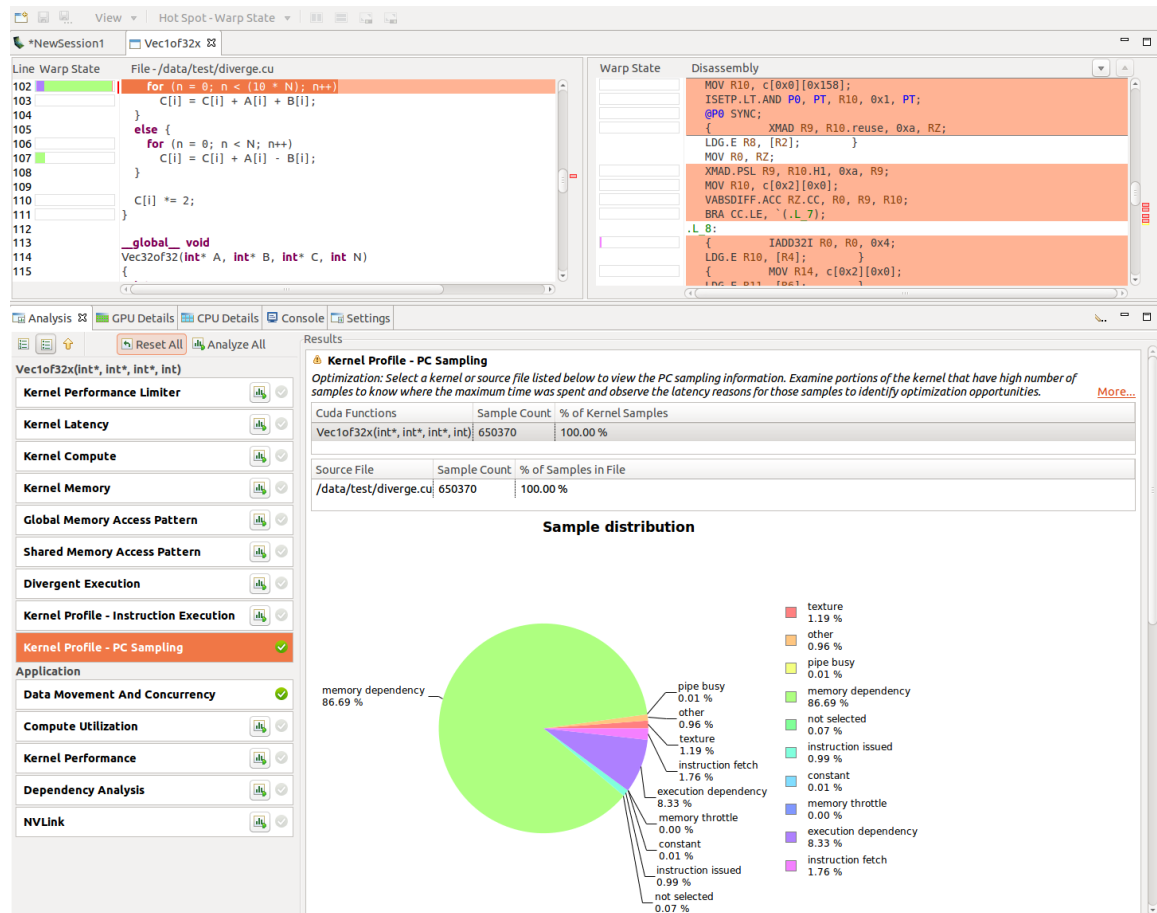 View Hot Spot - Warp State
*NewSession1 Vec1of32x
Line Warp State File - /data/test/diverge.cu
102 for (n = 0; n < (10 * N); n++)
103 C[i] = C[i] + A[i] + B[i];
104 }
105 else {
106 for (n = 0; n < N; n++)
107 C[i] = C[i] + A[i] - B[i];
108 }
109
110 C[i] *= 2;
111 }
112
113 __global__ void
114 Vec32of32(int* A, int* B, int* C, int N)
115 {
Warp State Disassembly
MOV R10, c[0x0][0x158];
ISETP.LT.AND P0, PT, R10, 0x1, PT;
@P0 SYNC;
{ XMAD R9, R10.reuse, 0xa, RZ;
LDG.E R8, [R2]; }
MOV R0, RZ;
XMAD.PSL R9, R10.H1, 0xa, R9;
MOV R10, c[0x2][0x0];
VABSDIFF.ACC RZ.CC, R0, R9, R10;
BRA CC.LE, `(.L_7);
.L_8:
{ IADD32I R0, R0, 0x4;
LDG.E R10, [R4]; }
{ MOV R14, c[0x2][0x0];
LDG.E R11, [R6]; }
Analysis GPU Details CPU Details Console Settings
Reset All Analyze All
Vec1of32x(int*, int*, int*, int)
Kernel Performance Limiter
Kernel Latency
Kernel Compute
Kernel Memory
Global Memory Access Pattern
Shared Memory Access Pattern
Divergent Execution
Kernel Profile - Instruction Execution
Kernel Profile - PC Sampling
Application
Data Movement And Concurrency
Compute Utilization
Kernel Performance
Dependency Analysis
NVLink
Results
Kernel Profile - PC Sampling
Optimization: Select a kernel or source file listed below to view the PC sampling information. Examine portions of the kernel that have high number of
samples to know where the maximum time was spent and observe the latency reasons for those samples to identify optimization opportunities. More...
Cuda Functions Sample Count % of Kernel Samples
Vec1of32x(int*, int*, int*, int) 650370 100.00 %
Source File Sample Count % of Samples in File
/data/test/diverge.cu 650370 100.00 %
Sample distribution
memory dependency
86.69 %
pipe busy
0.01 %
other
0.96 %
texture
1.19 %
instruction fetch
1.76 %
execution dependency
8.33 %
memory throttle
0.00 %
constant
0.01 %
instruction issued
0.99 %
not selected
0.07 %
texture
1.19 %
other
0.96 %
pipe busy
0.01 %
memory dependency
86.69 %
not selected
0.07 %
instruction issued
0.99 %
constant
0.01 %
memory throttle
0.00 %
execution dependency
8.33 %
instruction fetch
1.76 %